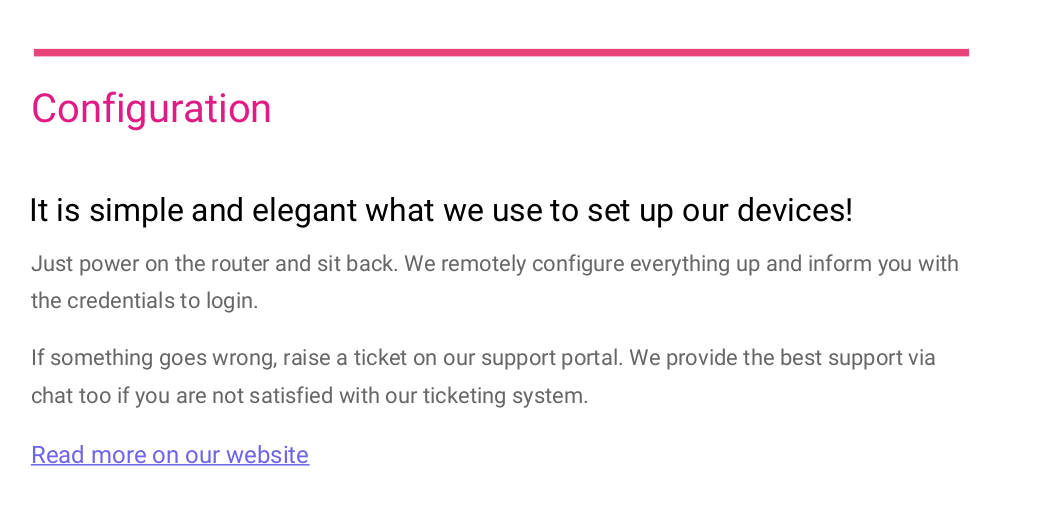 Configuration
It is simple and elegant what we use to set up our devices!
Just power on the router and sit back. We remotely configure everything up and inform you with
the credentials to login.
If something goes wrong, raise a ticket on our support portal. We provide the best support via
chat too if you are not satisfied with our ticketing system.
Read more on our website